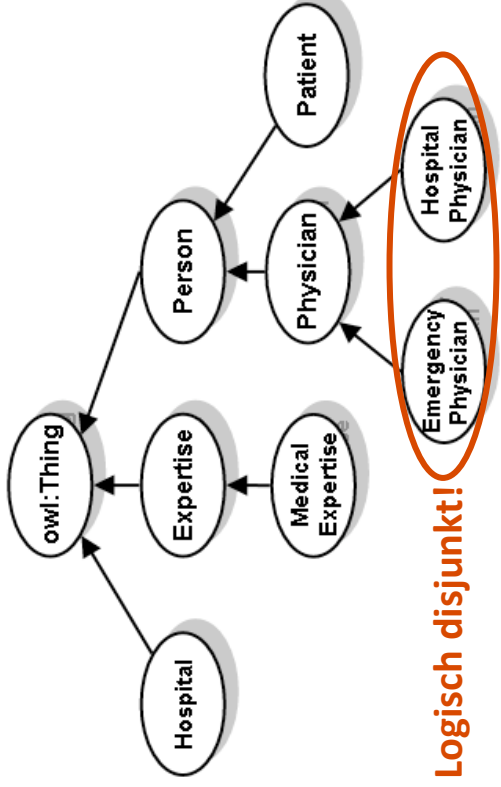 owl:Thing
Hospital
Expertise
Person
Medical
Expertise
Physician
Patient
Emergency
Physician
Hospital
Physician
Logisch disjunkt!